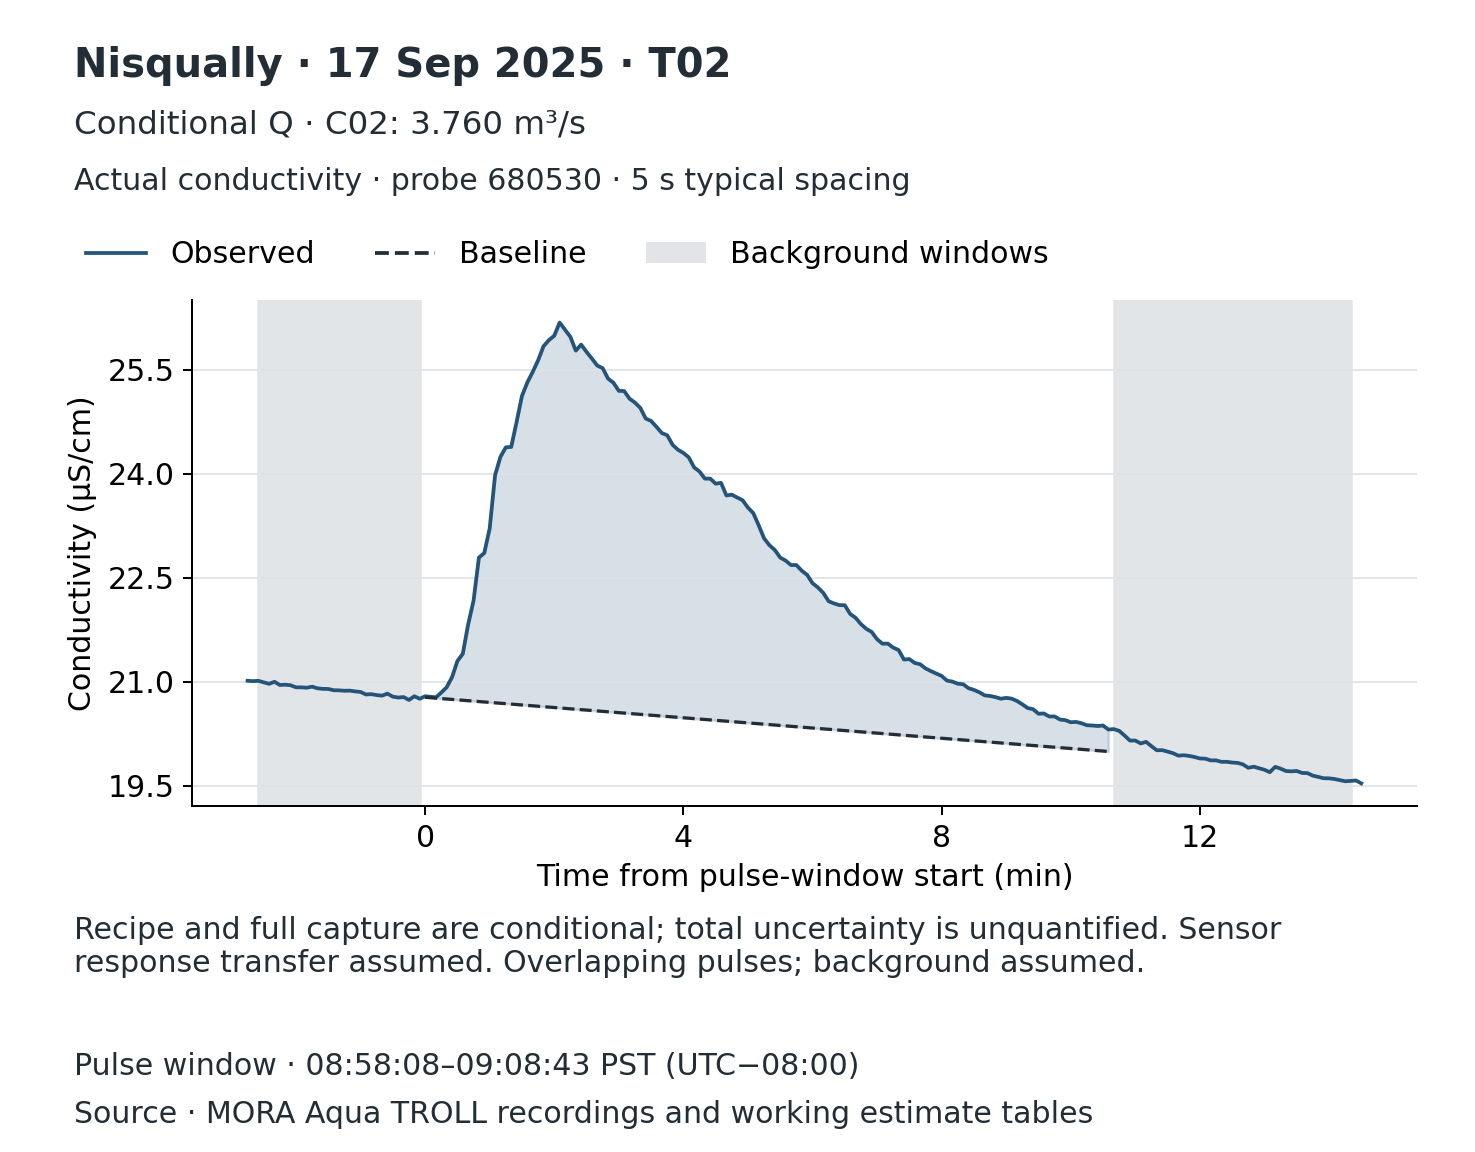 Nisqually · 17 Sep 2025 · T02
Conditional Q · C02: 3.760 m³/s
Actual conductivity · probe 680530 · 5 s typical spacing
Observed
Baseline
Background windows
Conductivity (µS/cm)
25.5
24.0
22.5
21.0
19.5
0
4
8
12
Time from pulse-window start (min)
Recipe and full capture are conditional; total uncertainty is unquantified. Sensor
response transfer assumed. Overlapping pulses; background assumed.
Pulse window · 08:58:08–09:08:43 PST (UTC−08:00)
Source · MORA Aqua TROLL recordings and working estimate tables